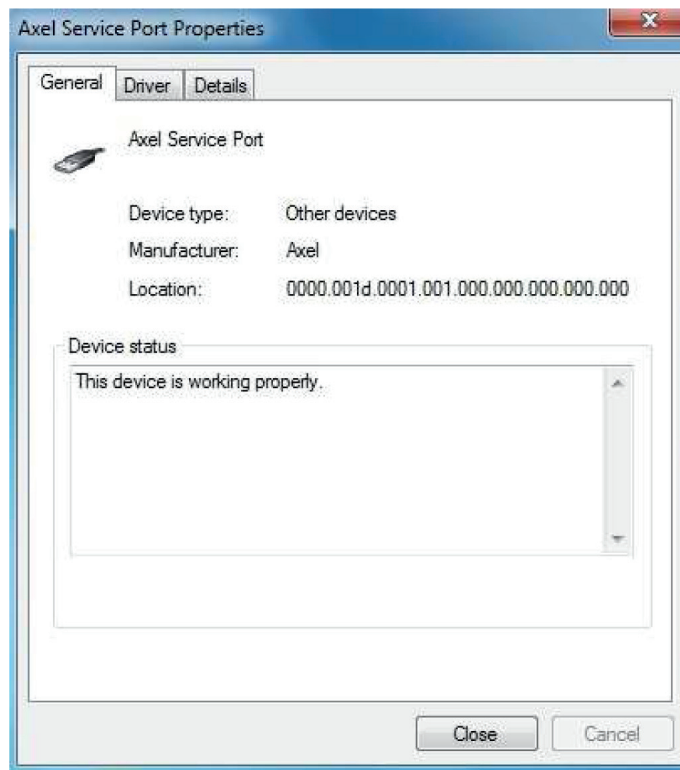 Axel Service Port Properties
General Driver Details
Axel Service Port
Device type: Other devices
Manufacturer: Axel
Location: 0000.001d.0001.001.000.000.000.000.000
Device status
This device is working properly.
Close Cancel